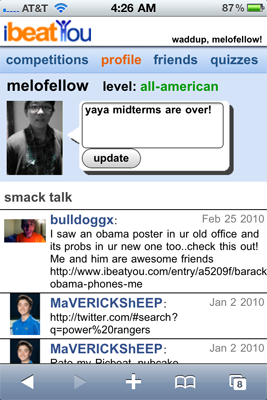 AT&T 4:26 AM 87%
ibeatyou
waddup, melofellow!
competitions profile friends quizzes
melofellow level: all-american
yaya midterms are over!
update
smack talk
bulldoggx: Feb 25 2010
I saw an obama poster in ur old office and
its probs in ur new one too..check this out!
Me and him are awesome friends
http://www.ibeatyou.com/entry/a5209f/barack
obama-phones-me
MaVERICKShEEP: Jan 2 2010
http://twitter.com/#search?
q=power%20rangers
MaVERICKShEEP: Jan 2 2010
Rate my Picbeat, nubcake
8